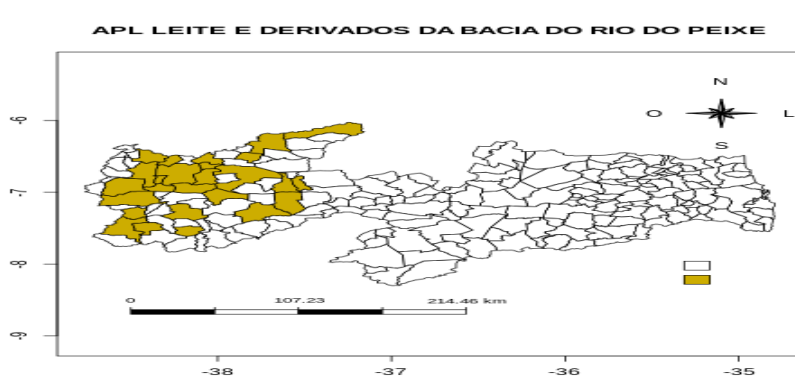 APL LEITE E DERIVADOS DA BACIA DO RIO DO PEIXE
N
O L
S
-6
-7
-8
-9
0 107.23 214.46 km
-38 -37 -36 -35